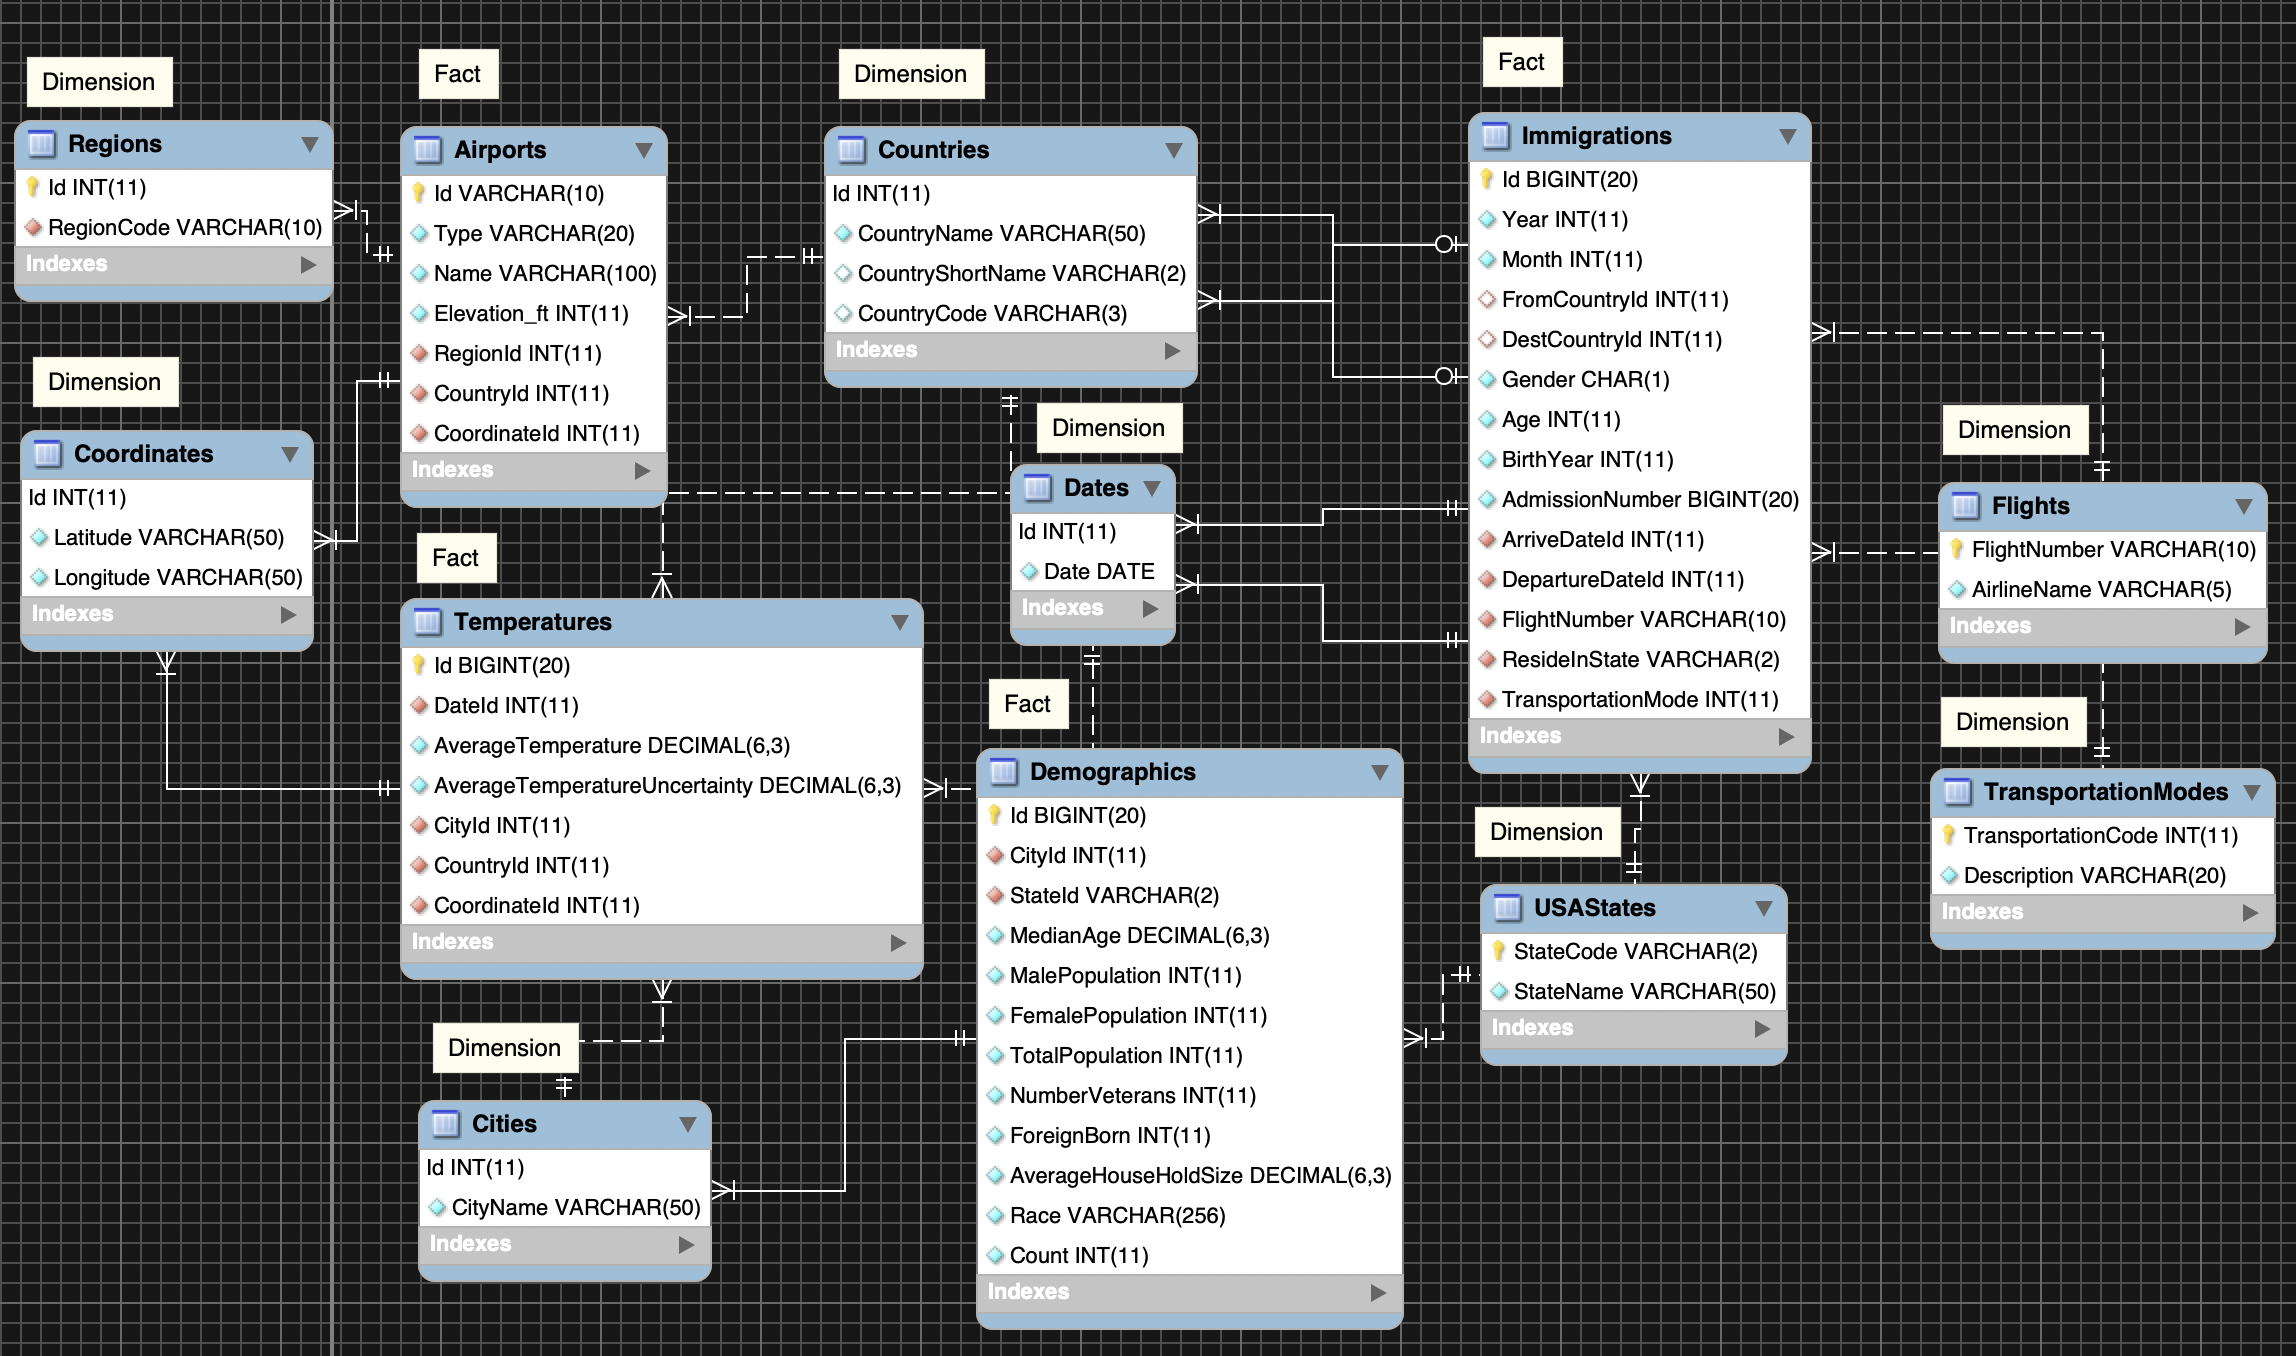 Dimension
Regions
Id INT(11)
RegionCode VARCHAR(10)
Indexes
Fact
Airports
Id VARCHAR(10)
Type VARCHAR(20)
Name VARCHAR(100)
Elevation_ft INT(11)
RegionId INT(11)
CountryId INT(11)
CoordinateId INT(11)
Indexes
Dimension
Countries
Id INT(11)
CountryName VARCHAR(50)
CountryShortName VARCHAR(2)
CountryCode VARCHAR(3)
Indexes
Fact
Immigrations
Id BIGINT(20)
Year INT(11)
Month INT(11)
FromCountryId INT(11)
DestCountryId INT(11)
Gender CHAR(1)
Age INT(11)
BirthYear INT(11)
AdmissionNumber BIGINT(20)
ArriveDateId INT(11)
DepartureDateId INT(11)
FlightNumber VARCHAR(10)
ResideInState VARCHAR(2)
TransportationMode INT(11)
Indexes
Dimension
Coordinates
Id INT(11)
Latitude VARCHAR(50)
Longitude VARCHAR(50)
Indexes
Dimension
Dates
Id INT(11)
Date DATE
Indexes
Dimension
Flights
FlightNumber VARCHAR(10)
AirlineName VARCHAR(5)
Indexes
Fact
Temperatures
Id BIGINT(20)
DateId INT(11)
AverageTemperature DECIMAL(6,3)
AverageTemperatureUncertainty DECIMAL(6,3)
CityId INT(11)
CountryId INT(11)
CoordinateId INT(11)
Indexes
Fact
Demographics
Id BIGINT(20)
CityId INT(11)
StateId VARCHAR(2)
MedianAge DECIMAL(6,3)
MalePopulation INT(11)
FemalePopulation INT(11)
TotalPopulation INT(11)
NumberVeterans INT(11)
ForeignBorn INT(11)
AverageHouseHoldSize DECIMAL(6,3)
Race VARCHAR(256)
Count INT(11)
Indexes
Dimension
USAStates
StateCode VARCHAR(2)
StateName VARCHAR(50)
Indexes
Dimension
TransportationModes
TransportationCode INT(11)
Description VARCHAR(20)
Indexes
Dimension
Cities
Id INT(11)
CityName VARCHAR(50)
Indexes